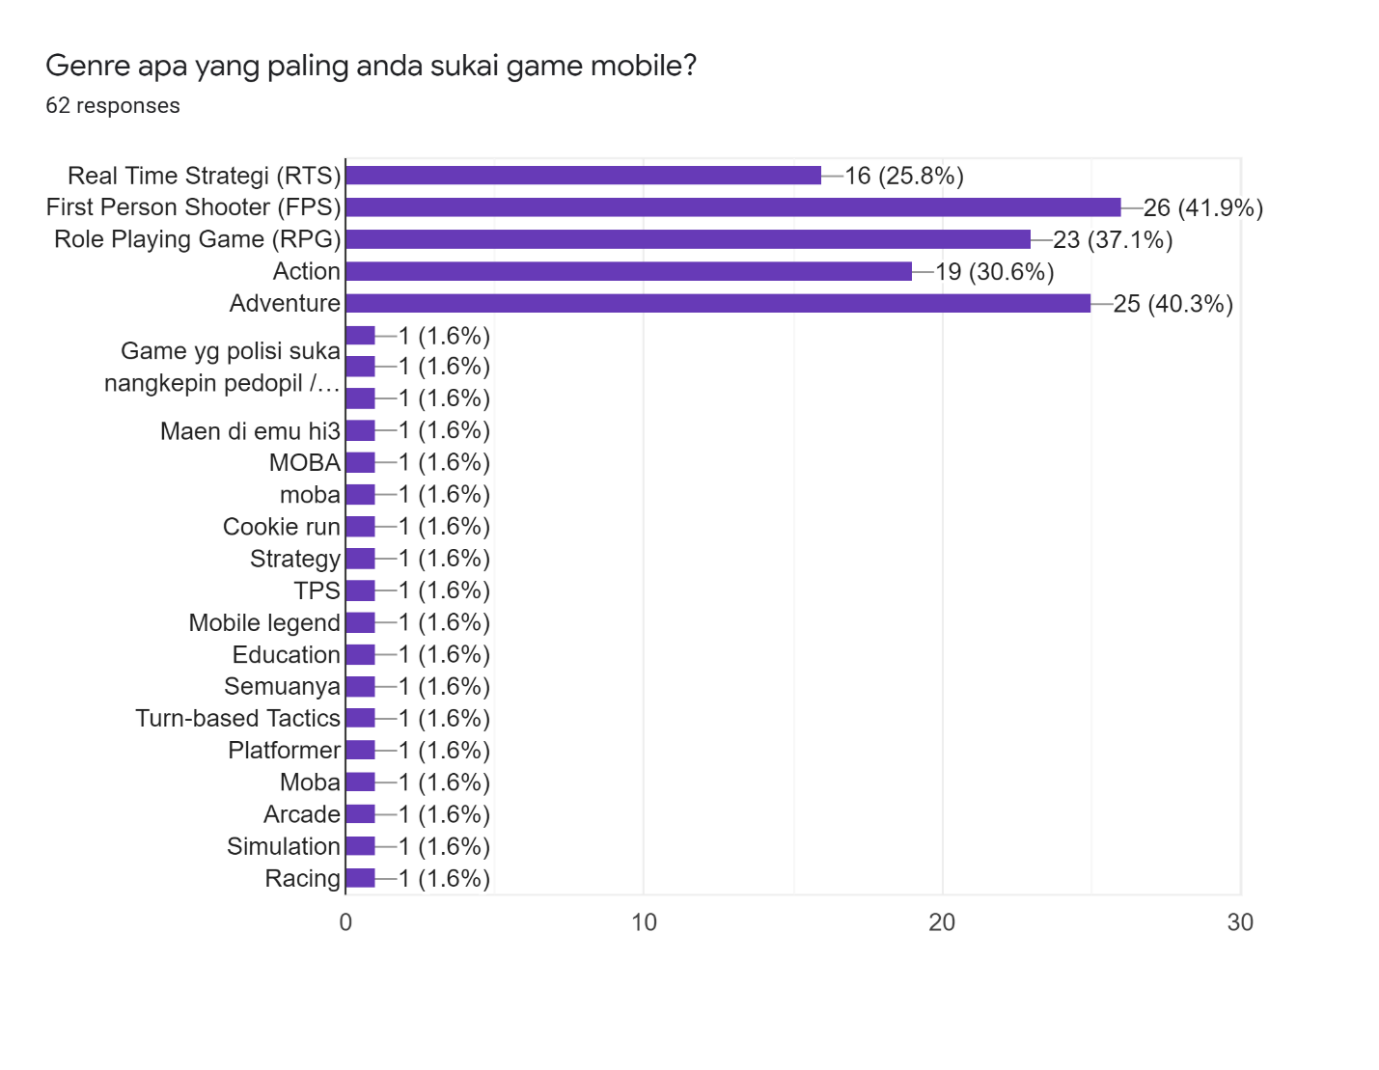 Genre apa yang paling anda sukai game mobile?
62 responses
Real Time Strategi (RTS) 16 (25.8%)
First Person Shooter (FPS) 26 (41.9%)
Role Playing Game (RPG) 23 (37.1%)
Action 19 (30.6%)
Adventure 25 (40.3%)
1 (1.6%)
Game yg polisi suka
1 (1.6%)
nangkepin pedopil /…
1 (1.6%)
Maen di emu hi3 1 (1.6%)
MOBA 1 (1.6%)
moba 1 (1.6%)
Cookie run 1 (1.6%)
Strategy 1 (1.6%)
TPS 1 (1.6%)
Mobile legend 1 (1.6%)
Education 1 (1.6%)
Semuanya 1 (1.6%)
Turn-based Tactics 1 (1.6%)
Platformer 1 (1.6%)
Moba 1 (1.6%)
Arcade 1 (1.6%)
Simulation 1 (1.6%)
Racing 1 (1.6%)
0 10 20 30